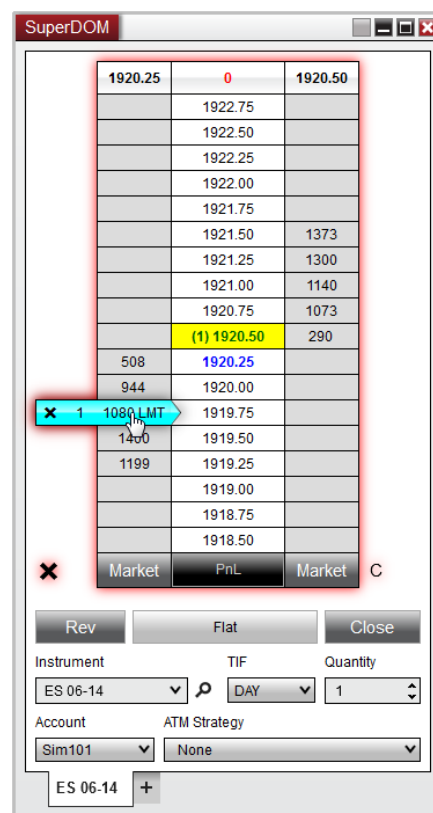 SuperDOM
1920.25 0 1920.50
1922.75
1922.50
1922.25
1922.00
1921.75
1921.50 1373
1921.25 1300
1921.00 1140
1920.75 1073
(1) 1920.50 290
508 1920.25
944 1920.00
1 1080 LMT 1919.75
1400 1919.50
1199 1919.25
1919.00
1918.75
1918.50
Market PnL Market C
Rev Flat Close
Instrument TIF Quantity
ES 06-14 DAY 1
Account ATM Strategy
Sim101 None
ES 06-14 +